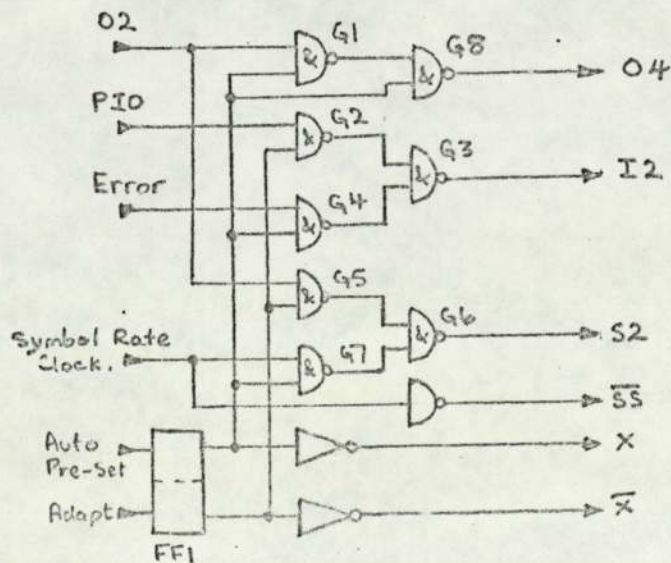 O2
G1
G8
&
&
O4
PIO
G2
&
G3
&
I2
Error
G4
&
G5
&
G6
&
S2
Symbol Rate
Clock.
G7
&
S̅S̅
Auto
Pre-Set
X
Adapt
X̅
FF1